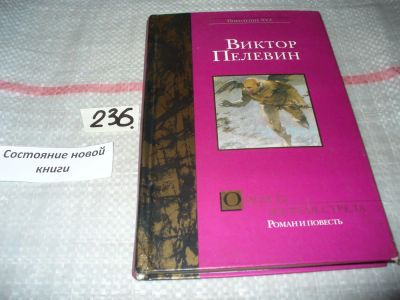 Виктор
Пелевин
236.
Состояние новой
книги
О
Роман и повесть